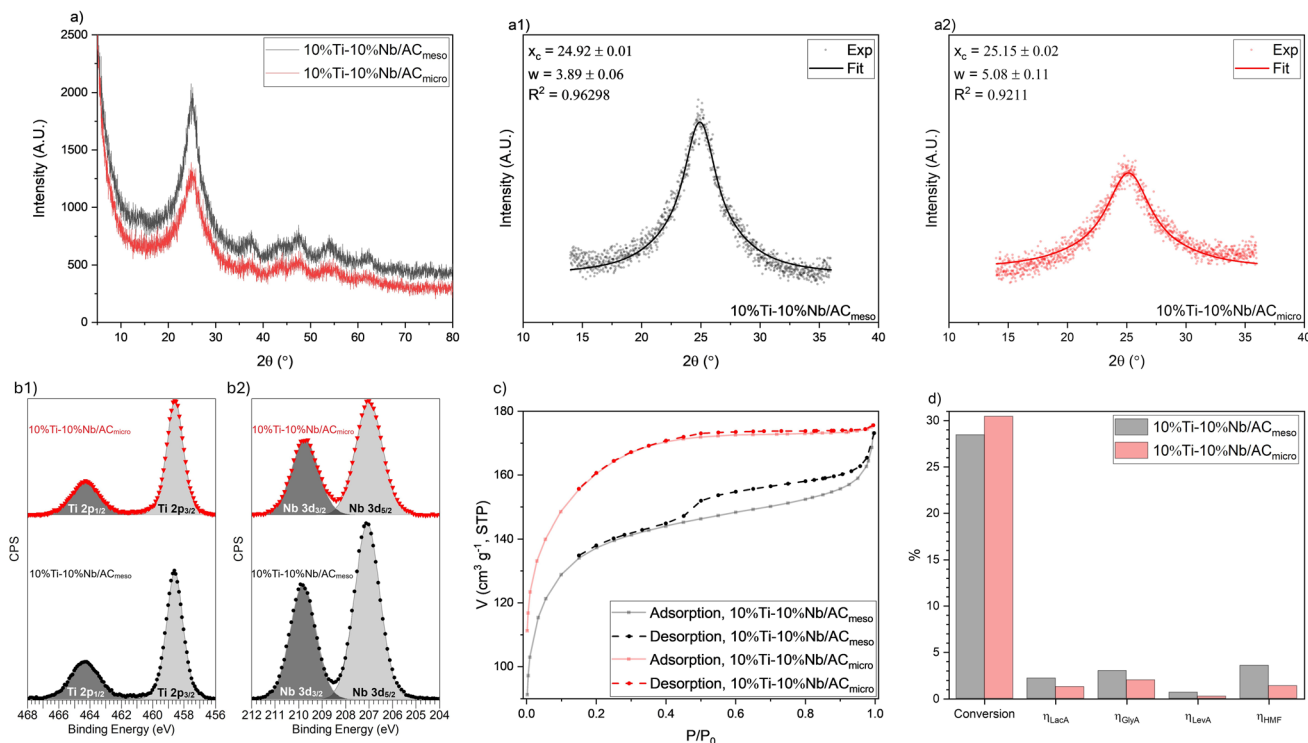 a)
2500
2000
1500
1000
500
0
Intensity (A.U.)
10%Ti-10%Nb/ACmeso
10%Ti-10%Nb/ACmicro
10 20 30 40 50 60 70 80
2θ (°)
a1)
xc = 24.92 ± 0.01
w = 3.89 ± 0.06
R² = 0.96298
Exp
Fit
Intensity (A.U.)
10%Ti-10%Nb/ACmeso
10 15 20 25 30 35 40
2θ (°)
a2)
xc = 25.15 ± 0.02
w = 5.08 ± 0.11
R² = 0.9211
Exp
Fit
Intensity (A.U.)
10%Ti-10%Nb/ACmicro
10 15 20 25 30 35 40
2θ (°)
b1)
10%Ti-10%Nb/ACmicro
Ti 2p1/2
Ti 2p3/2
CPS
10%Ti-10%Nb/ACmeso
Ti 2p1/2
Ti 2p3/2
468 466 464 462 460 458 456
Binding Energy (eV)
b2)
10%Ti-10%Nb/ACmicro
Nb 3d3/2
Nb 3d5/2
CPS
10%Ti-10%Nb/ACmeso
Nb 3d3/2
Nb 3d5/2
212 211 210 209 208 207 206 205 204
Binding Energy (eV)
c)
180
160
140
120
100
V (cm³ g⁻¹, STP)
Adsorption, 10%Ti-10%Nb/ACmeso
Desorption, 10%Ti-10%Nb/ACmeso
Adsorption, 10%Ti-10%Nb/ACmicro
Desorption, 10%Ti-10%Nb/ACmicro
0.0 0.2 0.4 0.6 0.8 1.0
P/P0
d)
30
25
20
15
10
5
0
%
10%Ti-10%Nb/ACmeso
10%Ti-10%Nb/ACmicro
Conversion ηLacA ηGlyA ηLevA ηHMF